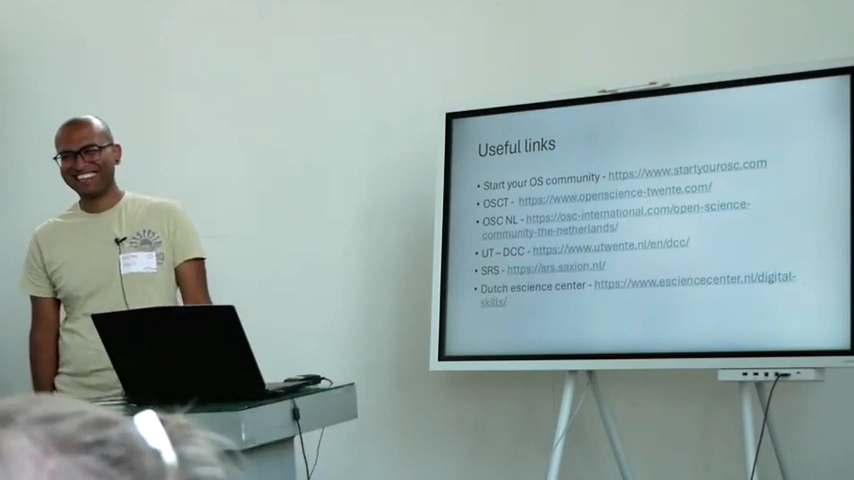 Useful links
• Start your OS community - https://www.startyourosc.com
• OSCT - https://www.openscience-twente.com/
• OSC NL - https://osc-international.com/open-science-
community-the-netherlands/
• UT – DCC - https://www.utwente.nl/en/dcc/
• SRS - https://srs.saxion.nl/
• Dutch escience center - https://www.esciencecenter.nl/digital-
skills/